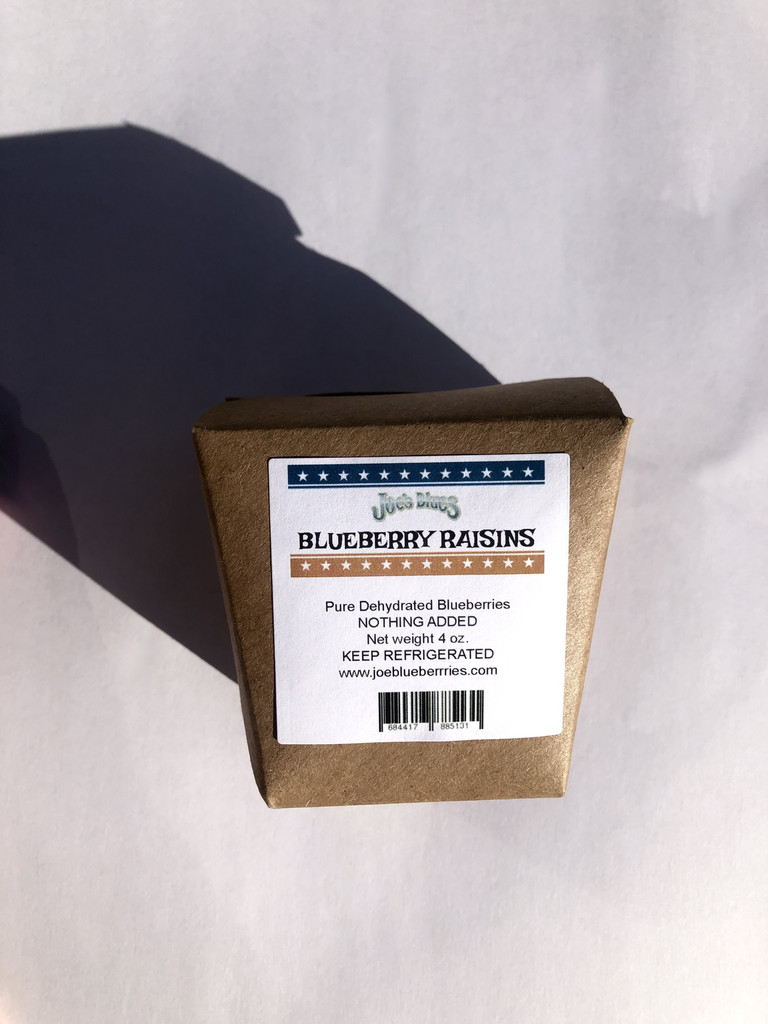 Joe's Blues
BLUEBERRY RAISINS
Pure Dehydrated Blueberries
NOTHING ADDED
Net weight 4 oz.
KEEP REFRIGERATED
www.joeblueberrries.com
684417 885131